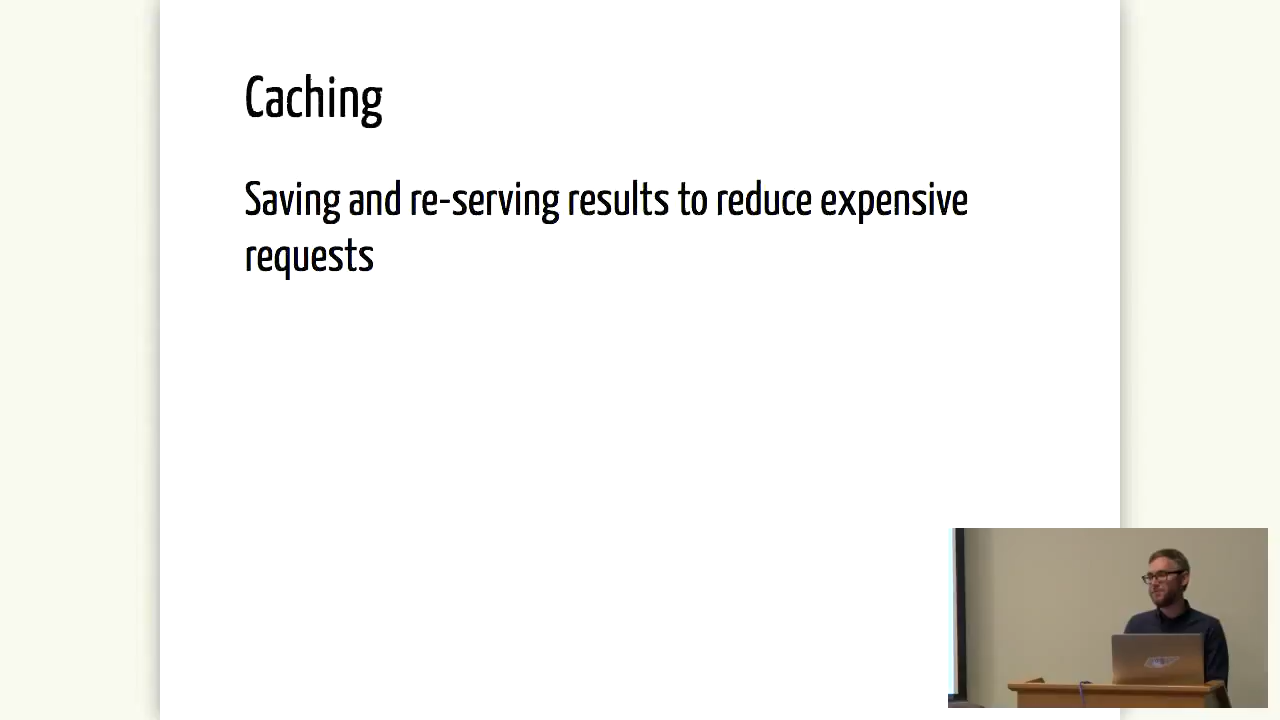 Caching
Saving and re-serving results to reduce expensive
requests